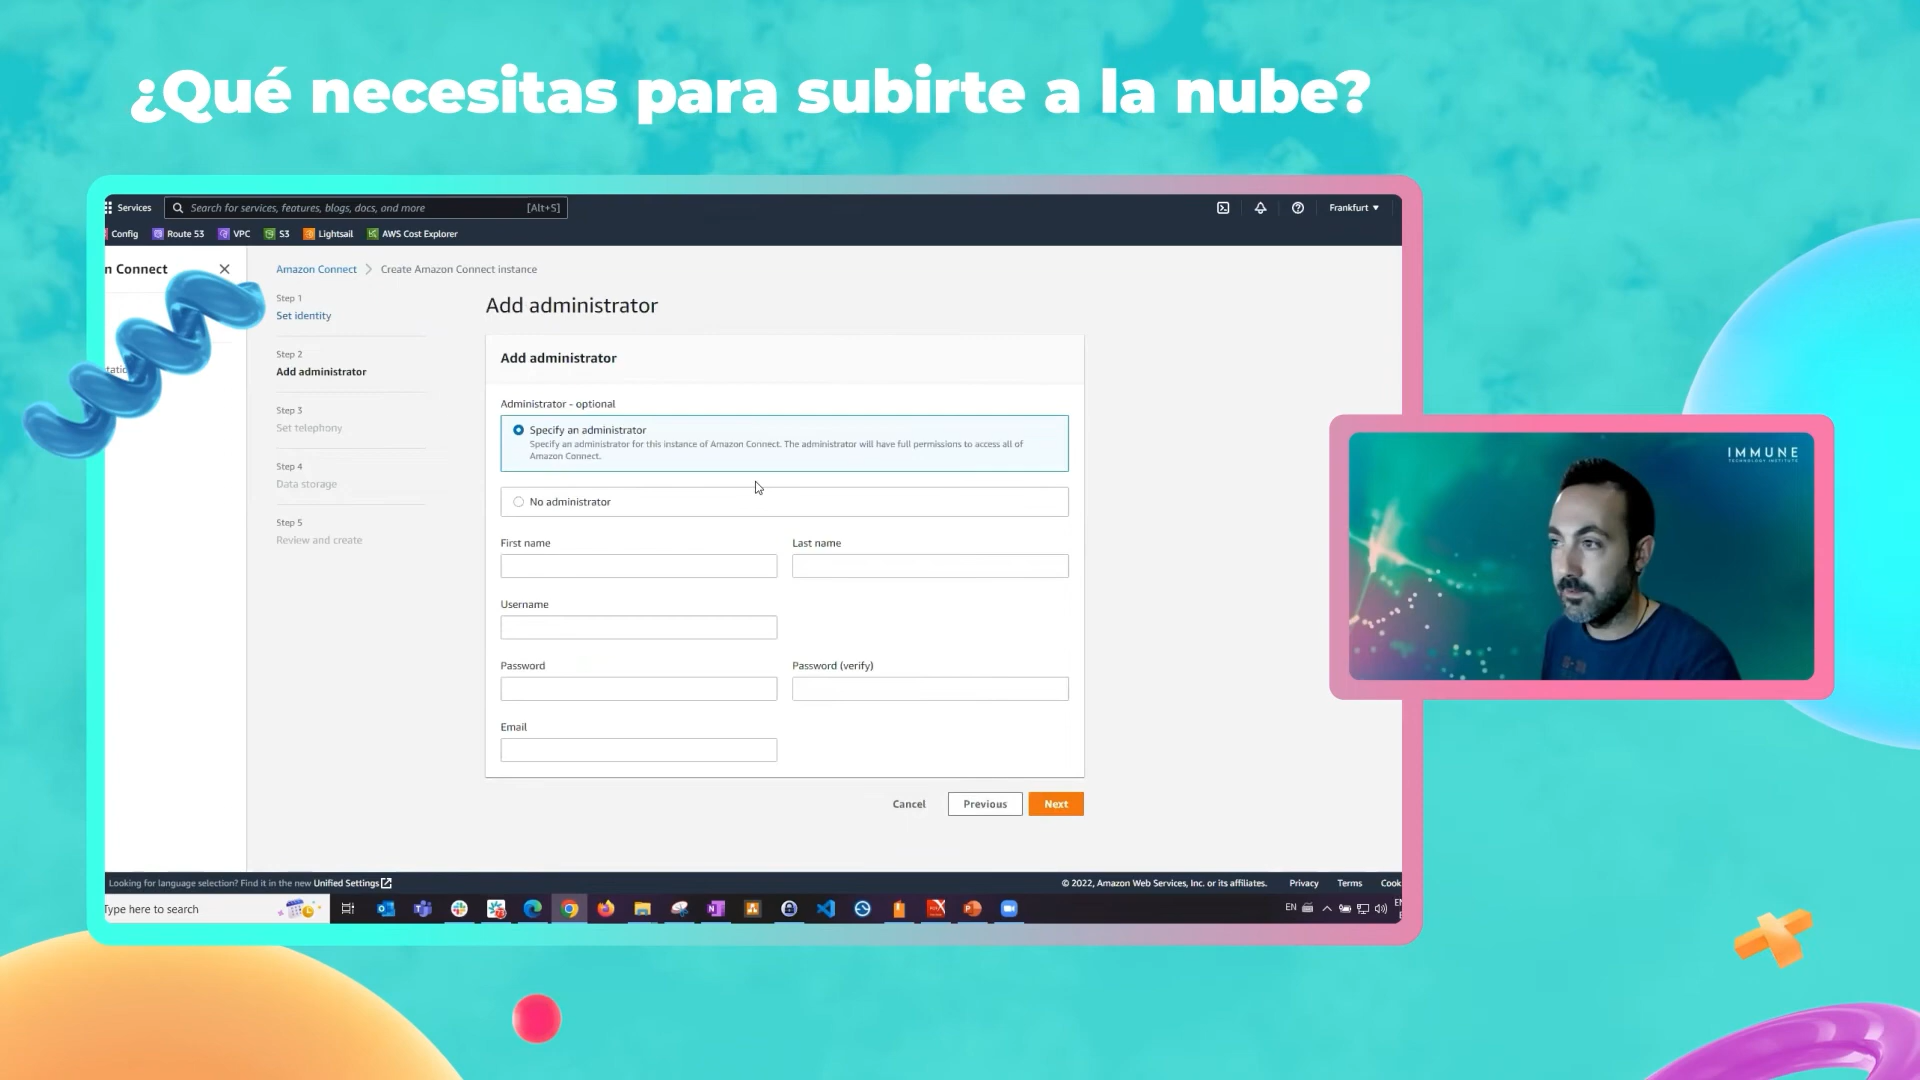 ¿Qué necesitas para subirte a la nube?
Services
Search for services, features, blogs, docs, and more [Alt+S]
Frankfurt
Config Route 53 VPC S3 Lightsail AWS Cost Explorer
n Connect
Amazon Connect Create Amazon Connect instance
Step 1
Set identity
Step 2
Add administrator
Step 3
Set telephony
Step 4
Data storage
Step 5
Review and create
Add administrator
Add administrator
Administrator - optional
Specify an administrator
Specify an administrator for this instance of Amazon Connect. The administrator will have full permissions to access all of
Amazon Connect.
No administrator
First name Last name
Username
Password Password (verify)
Email
Cancel Previous Next
IMMUNE
TECHNOLOGY INSTITUTE
Looking for language selection? Find it in the new Unified Settings
© 2022, Amazon Web Services, Inc. or its affiliates. Privacy Terms Cook
Type here to search
EN